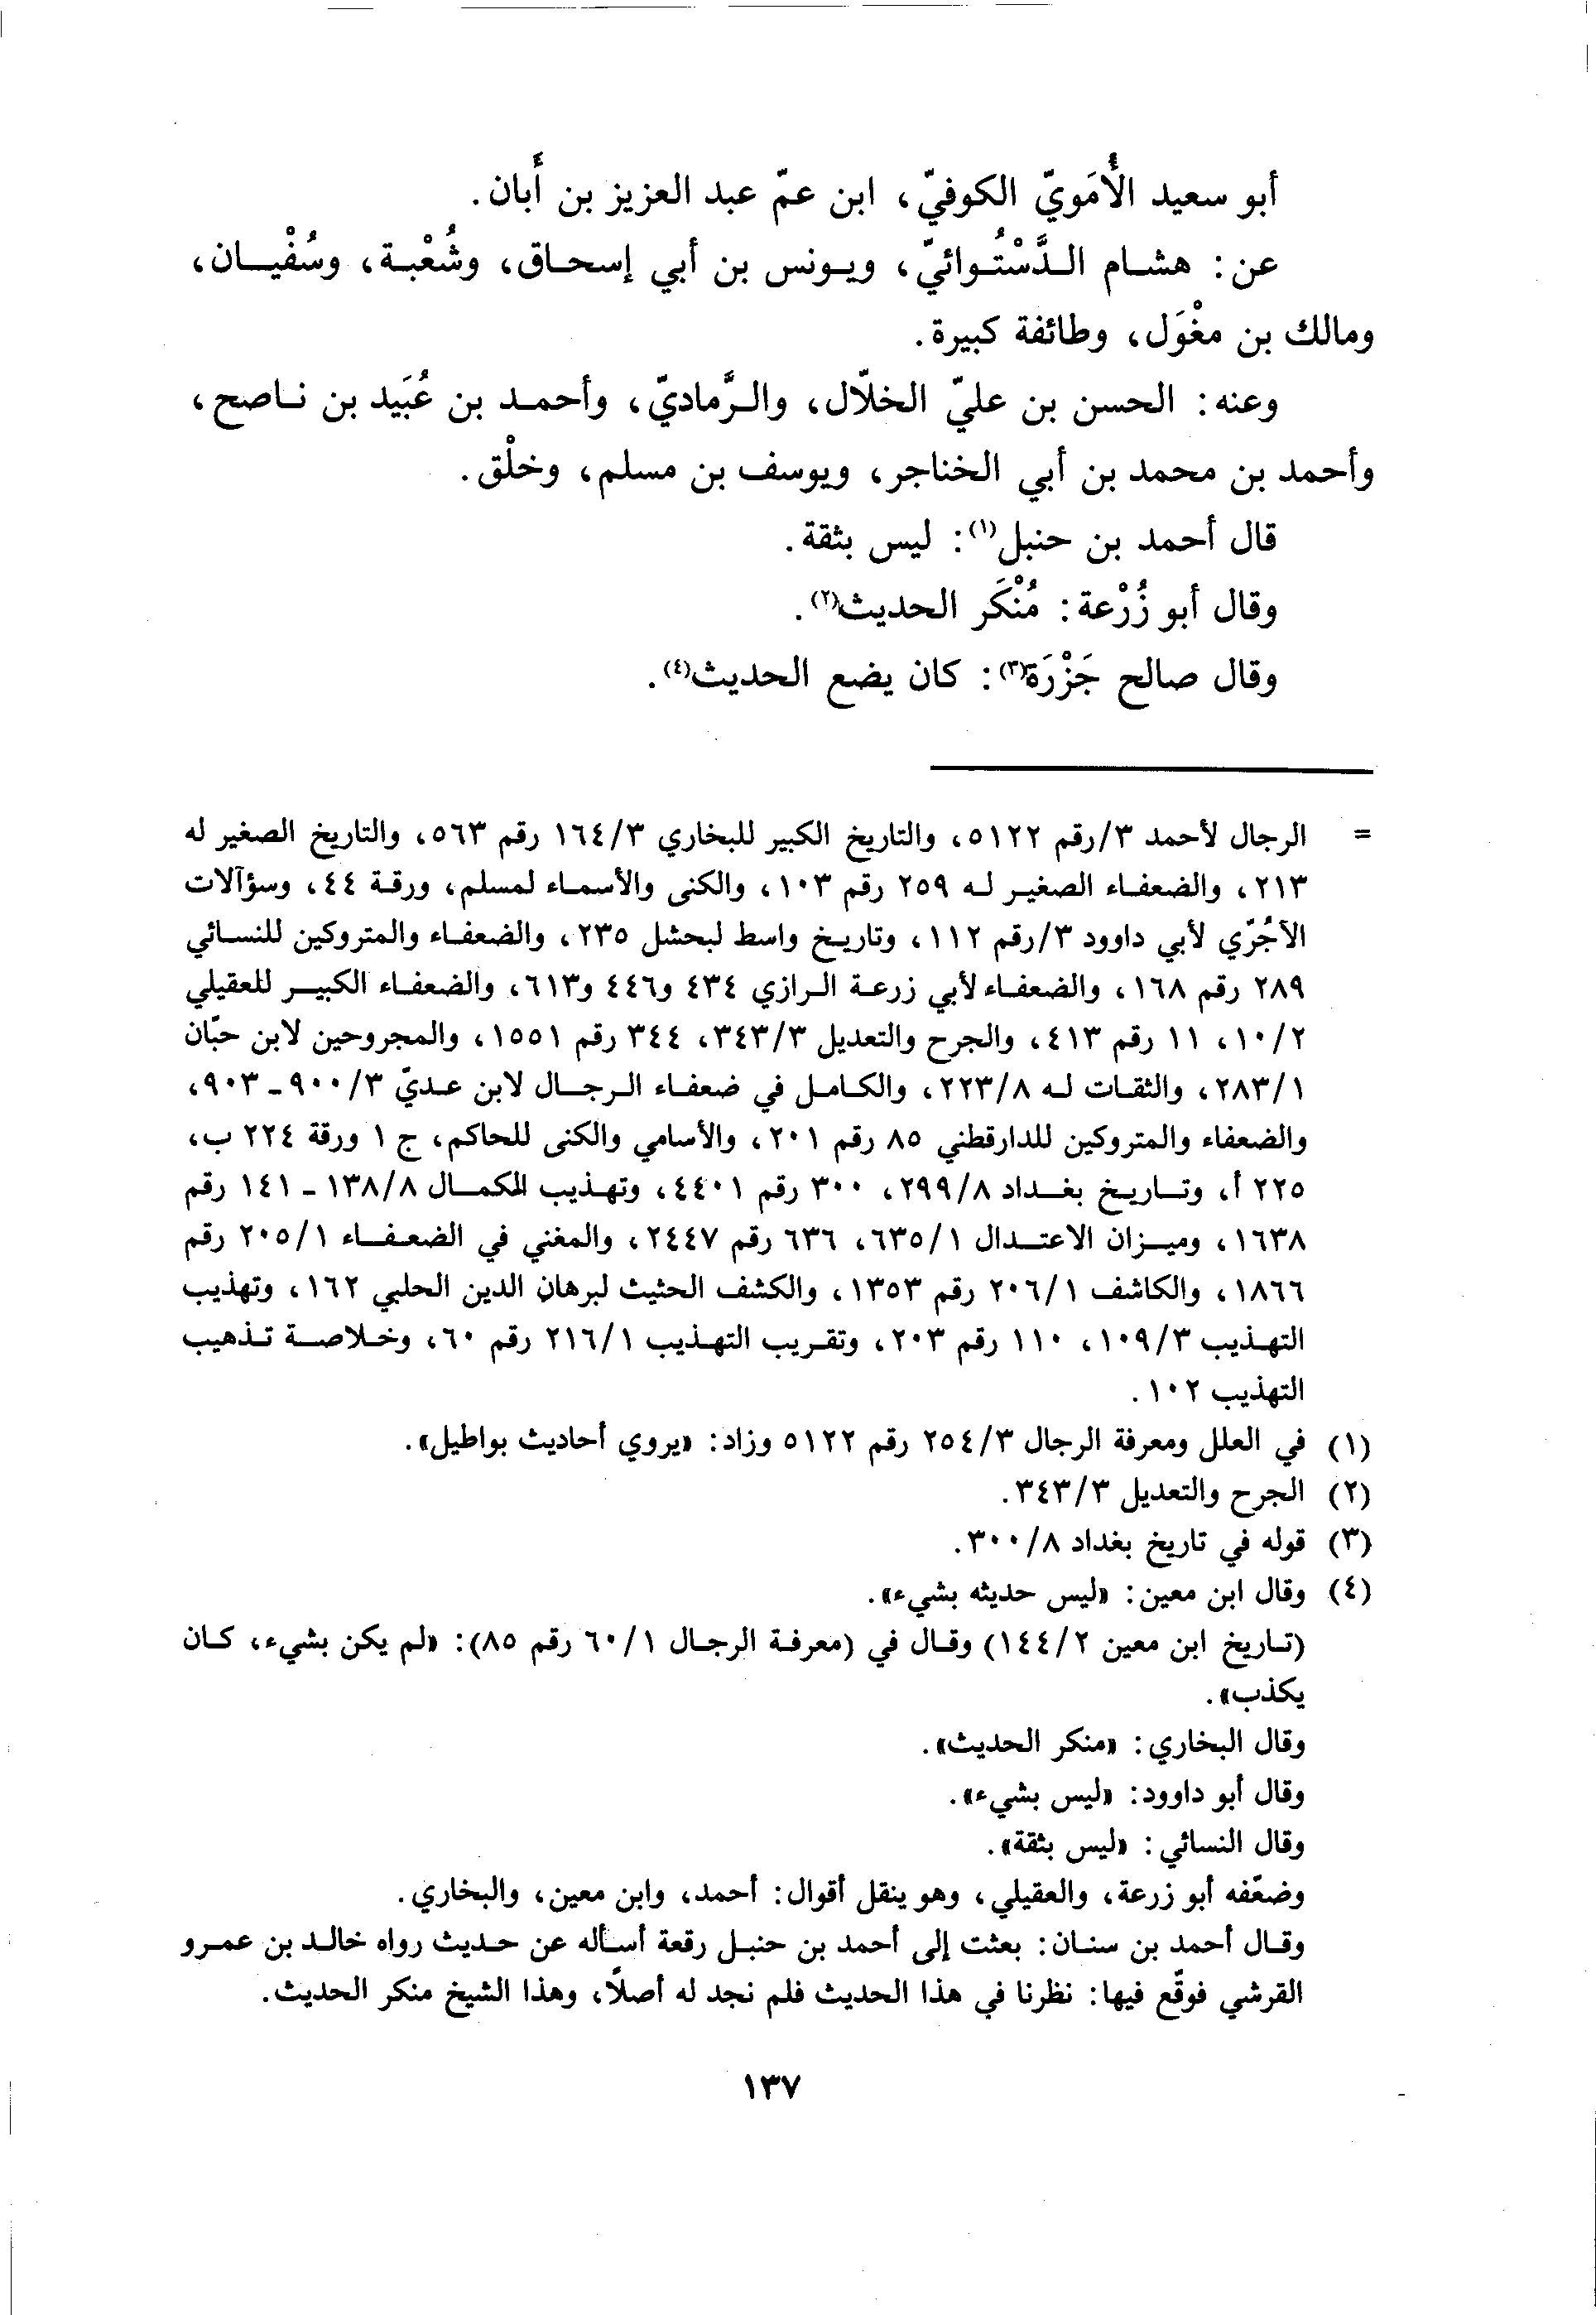 أبو سعيد الأُمَويّ الكوفيّ، ابن عمّ عبد العزيز بن أَبان.
عن: هشام الدَّسْتُوائيّ، ويونس بن أبي إسحاق، وشُعْبة، وسُفْيان،
ومالك بن مغْوَل، وطائفة كبيرة.
وعنه: الحسن بن عليّ الخلّال، والرَّماديّ، وأحمد بن عُبَيد بن ناصح،
وأحمد بن محمد بن أبي الخناجر، ويوسف بن مسلم، وخلْق.
قال أحمد بن حنبل(١): ليس بثقة.
وقال أبو زُرْعة: مُنْكَر الحديث(٢).
وقال صالح جَزْرَة(٣): كان يضع الحديث(٤).
= الرجال لأحمد ٣/رقم ٥١٢٢، والتاريخ الكبير للبخاري ١٦٤/٣ رقم ٥٦٣، والتاريخ الصغير له
٢١٣، والضعفاء الصغير له ٢٥٩ رقم ١٠٣، والكنى والأسماء لمسلم، ورقة ٤٤، وسؤآلات
الآجُرّي لأبي داوود ٣/رقم ١١٢، وتاريخ واسط لبحشل ٢٣٥، والضعفاء والمتروكين للنسائي
٢٨٩ رقم ١٦٨، والضعفاء لأبي زرعة الرازي ٤٣٤ و٤٤٦ و٦١٣، والضعفاء الكبير للعقيلي
١٠/٢، ١١ رقم ٤١٣، والجرح والتعديل ٣٤٣/٣، ٣٤٤ رقم ١٥٥١، والمجروحين لابن حبّان
٢٨٣/١، والثقات له ٢٢٣/٨، والكامل في ضعفاء الرجال لابن عديّ ٩٠٠/٣ - ٩٠٣،
والضعفاء والمتروكين للدارقطني ٨٥ رقم ٢٠١، والأسامي والكنى للحاكم، ج ١ ورقة ٢٢٤ ب،
٢٢٥ أ، وتاريخ بغداد ٢٩٩/٨، ٣٠٠ رقم ٤٤٠١، وتهذيب الكمال ١٣٨/٨ - ١٤١ رقم
١٦٣٨، وميزان الاعتدال ٦٣٥/١، ٦٣٦ رقم ٢٤٤٧، والمغني في الضعفاء ٢٠٥/١ رقم
١٨٦٦، والكاشف ٢٠٦/١ رقم ١٣٥٣، والكشف الحثيث لبرهان الدين الحلبي ١٦٢، وتهذيب
التهذيب ١٠٩/٣، ١١٠ رقم ٢٠٣، وتقريب التهذيب ٢١٦/١ رقم ٦٠، وخلاصة تذهيب
التهذيب ١٠٢.
(١) في العلل ومعرفة الرجال ٢٥٤/٣ رقم ٥١٢٢ وزاد: «يروي أحاديث بواطيل».
(٢) الجرح والتعديل ٣٤٣/٣.
(٣) قوله في تاريخ بغداد ٣٠٠/٨.
(٤) وقال ابن معين: «ليس حديثه بشيء».
(تاريخ ابن معين ١٤٤/٢) وقال في (معرفة الرجال ٦٠/١ رقم ٨٥): «لم يكن بشيء، كان
يكذب».
وقال البخاري: «منكر الحديث».
وقال أبو داوود: «ليس بشيء».
وقال النسائي: «ليس بثقة».
وضعّفه أبو زرعة، والعقيلي، وهو ينقل أقوال: أحمد، وابن معين، والبخاري.
وقال أحمد بن سنان: بعثت إلى أحمد بن حنبل رقعة أسأله عن حديث رواه خالد بن عمرو
القرشي فوقّع فيها: نظرنا في هذا الحديث فلم نجد له أصلاً، وهذا الشيخ منكر الحديث.
١٣٧